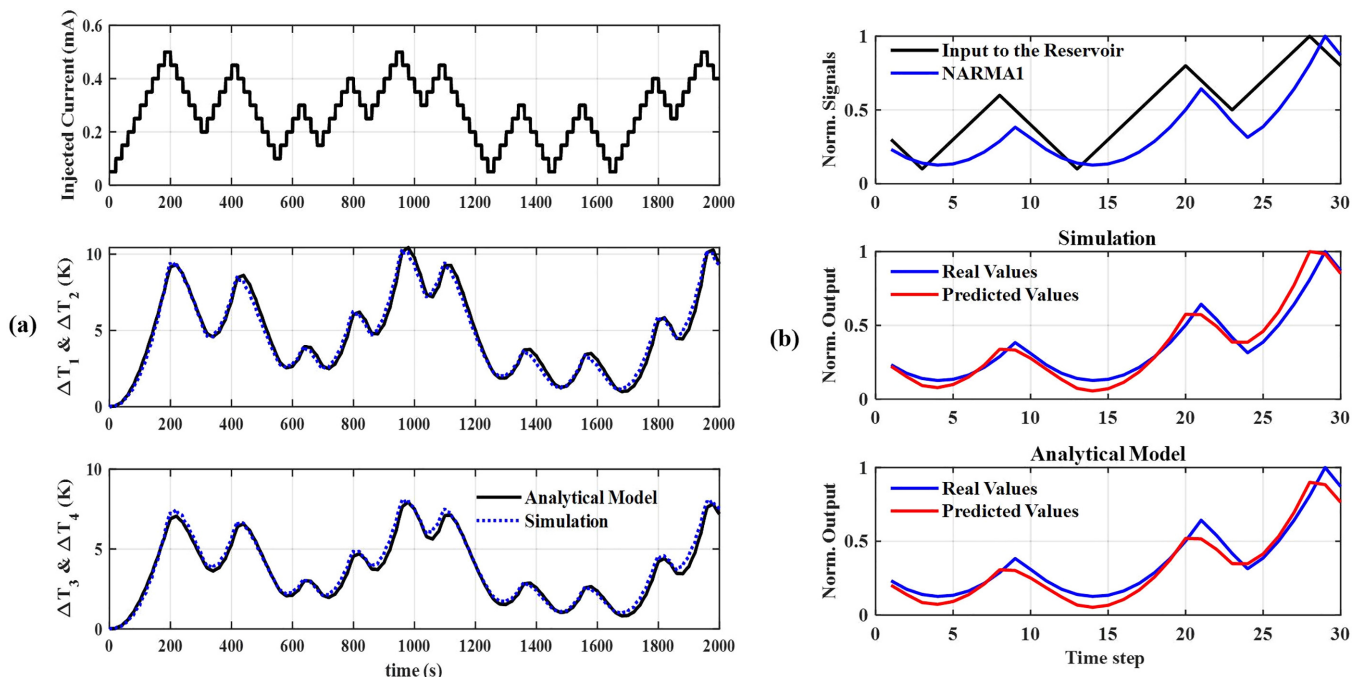 (a)
Injected Current (mA)
0.6
0.4
0.2
0
0 200 400 600 800 1000 1200 1400 1600 1800 2000
ΔT1 & ΔT2 (K)
10
5
0
0 200 400 600 800 1000 1200 1400 1600 1800 2000
ΔT3 & ΔT4 (K)
10
5
0
Analytical Model
Simulation
0 200 400 600 800 1000 1200 1400 1600 1800 2000
time (s)
(b)
Norm. Signals
1
0.5
1
Input to the Reservoir
NARMA1
0 5 10 15 20 25 30
Simulation
Norm. Output
1
0.5
0
Real Values
Predicted Values
0 5 10 15 20 25 30
Analytical Model
Norm. Output
1
0.5
0
Real Values
Predicted Values
0 5 10 15 20 25 30
Time step